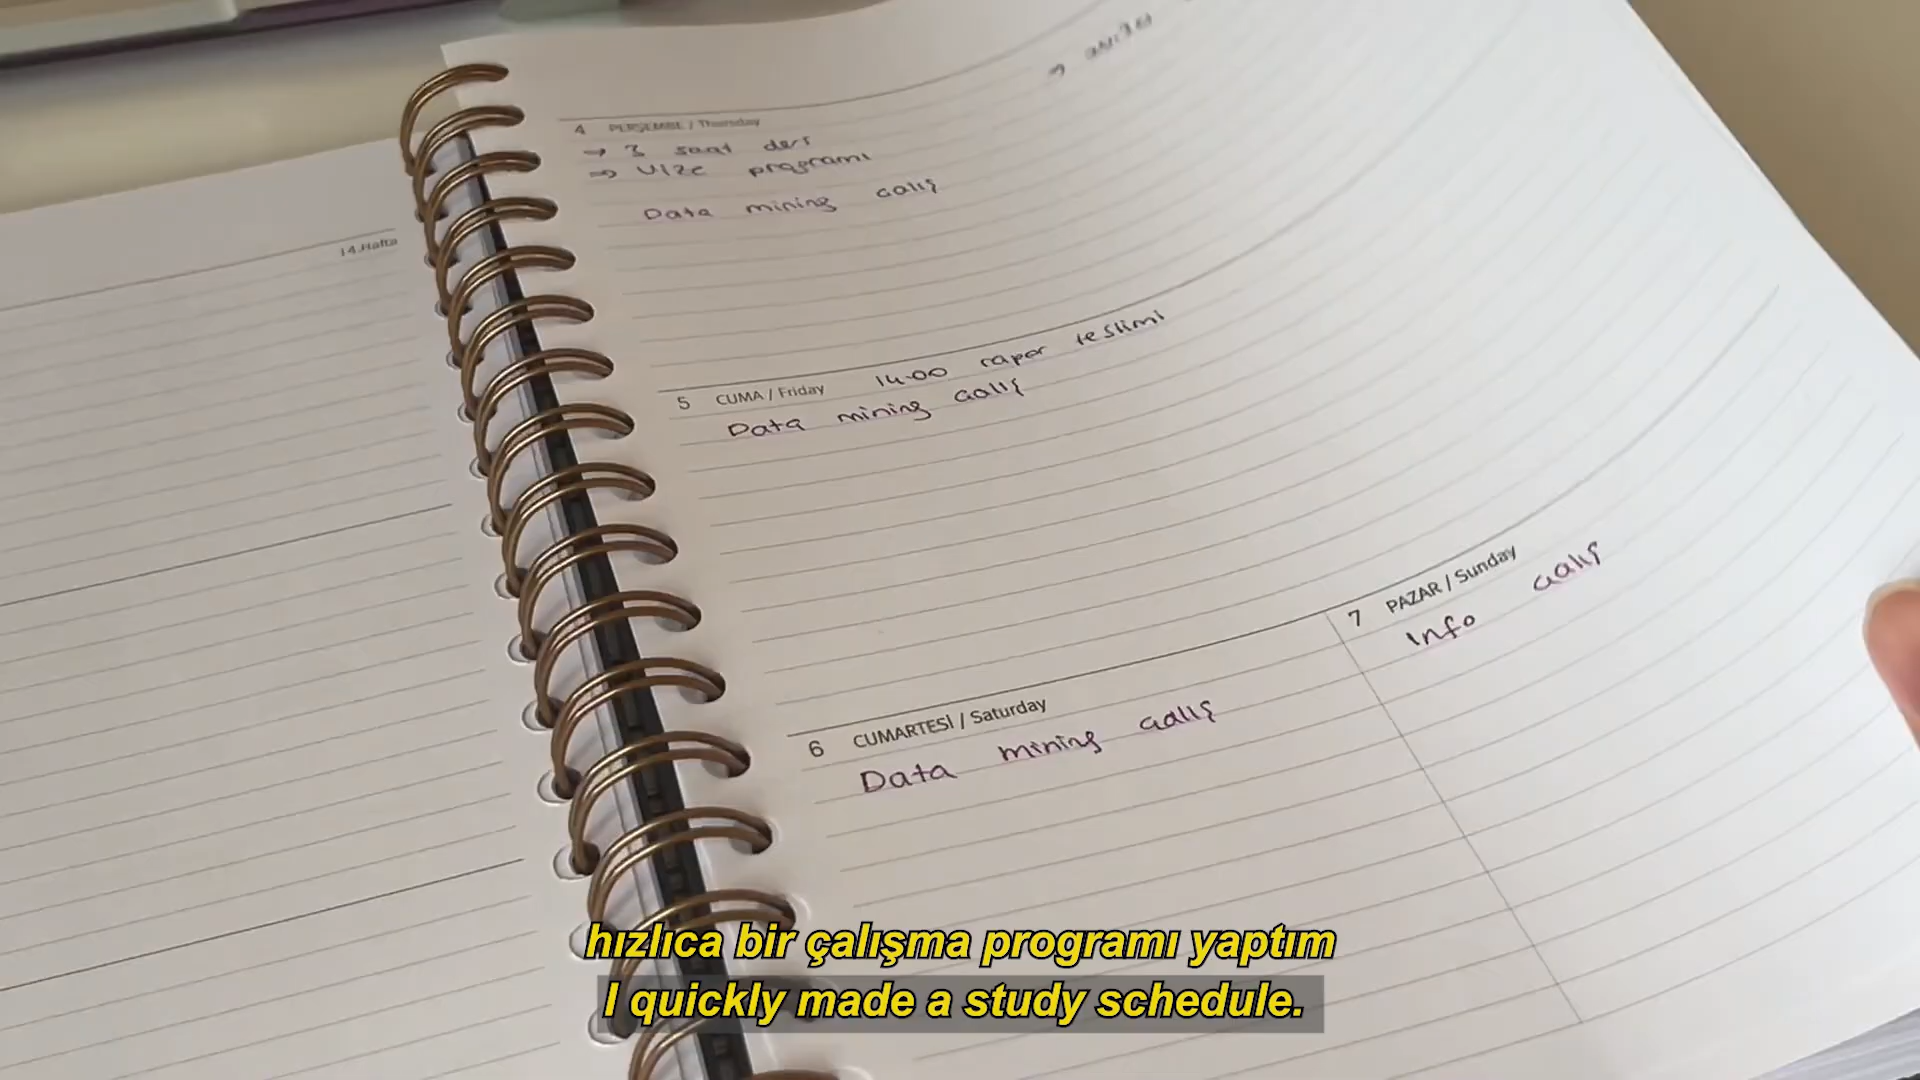 14.Hafta
4 PERŞEMBE / Thursday
→ 3 saat ders
→ vize programı
Data mining çalış
5 CUMA / Friday 14.00 rapor teslimi
Data mining çalış
6 CUMARTESİ / Saturday
Data mining çalış
7 PAZAR / Sunday
Info çalış
hızlıca bir çalışma programı yaptım
I quickly made a study schedule.